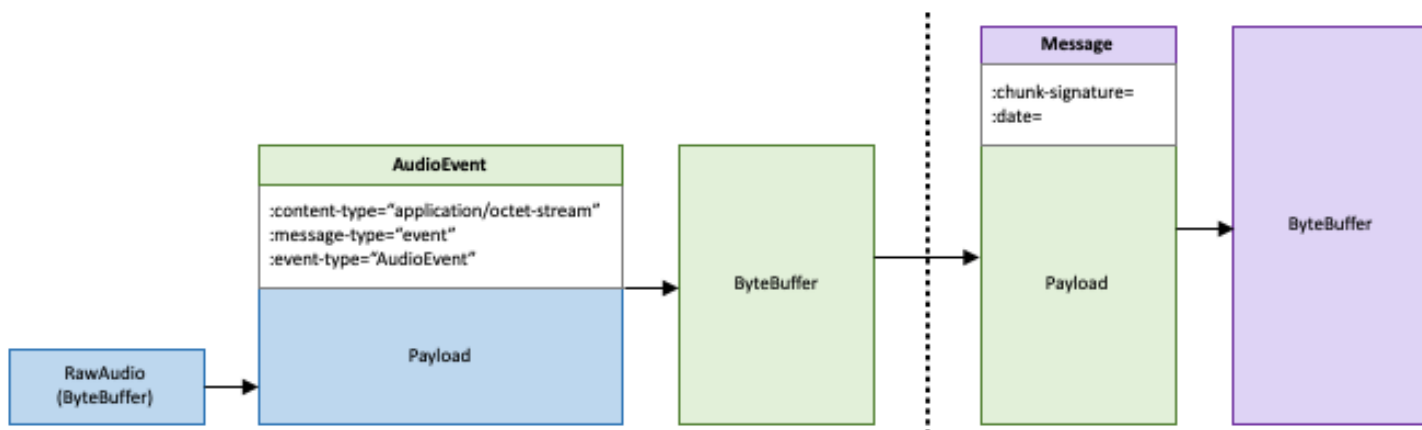 RawAudio
(ByteBuffer)
AudioEvent
:content-type=“application/octet-stream”
:message-type=“event”
:event-type=“AudioEvent”
Payload
ByteBuffer
Message
:chunk-signature=
:date=
Payload
ByteBuffer